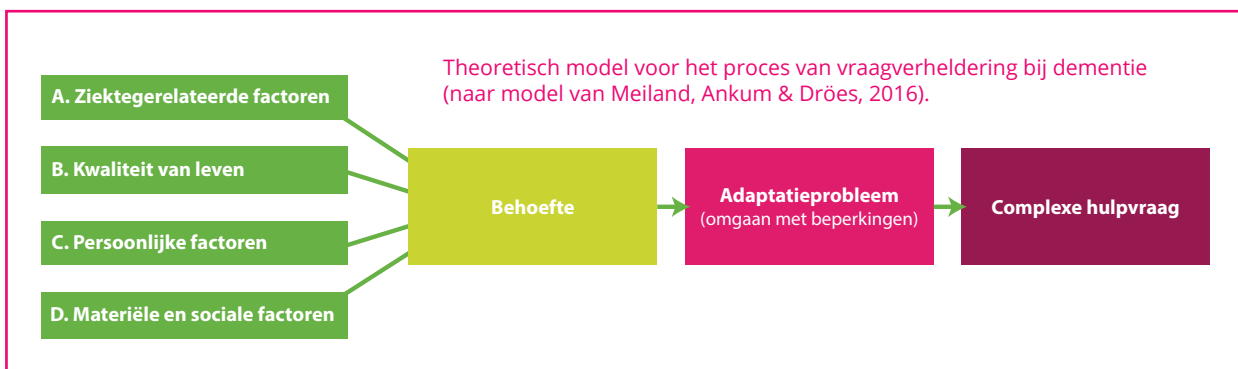 Theoretisch model voor het proces van vraagverheldering bij dementie
(naar model van Meiland, Ankum & Dröes, 2016).
A. Ziektegerelateerde factoren
B. Kwaliteit van leven
C. Persoonlijke factoren
D. Materiële en sociale factoren
Behoefte
Adaptatieprobleem
(omgaan met beperkingen)
Complexe hulpvraag